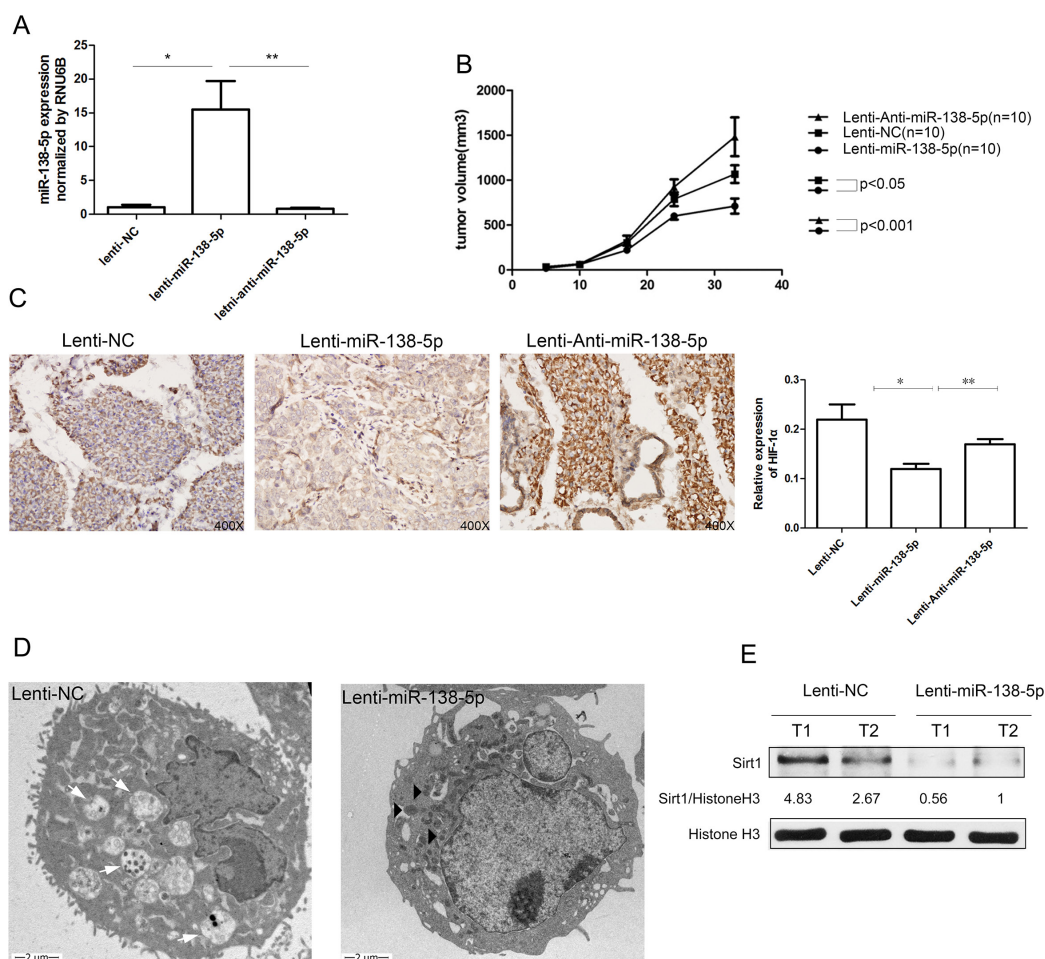 A
miR-138-5p expression
normalized by RNU6B
25
20
15
10
5
0
*
**
lenti-NC
lenti-miR-138-5p
letni-anti-miR-138-5p
B
tumor volume(mm3)
2000
1500
1000
500
0
0
10
20
30
40
Lenti-Anti-miR-138-5p(n=10)
Lenti-NC(n=10)
Lenti-miR-138-5p(n=10)
p<0.05
p<0.001
C
Lenti-NC
Lenti-miR-138-5p
Lenti-Anti-miR-138-5p
400X
400X
400X
Relative expression
of HIF-1α
0.3
0.2
0.1
0.0
*
**
Lenti-NC
Lenti-miR-138-5p
Lenti-Anti-miR-138-5p
D
Lenti-NC
2 μm
Lenti-miR-138-5p
2 μm
E
Lenti-NC Lenti-miR-138-5p
T1 T2 T1 T2
Sirt1
Sirt1/HistoneH3 4.83 2.67 0.56 1
Histone H3